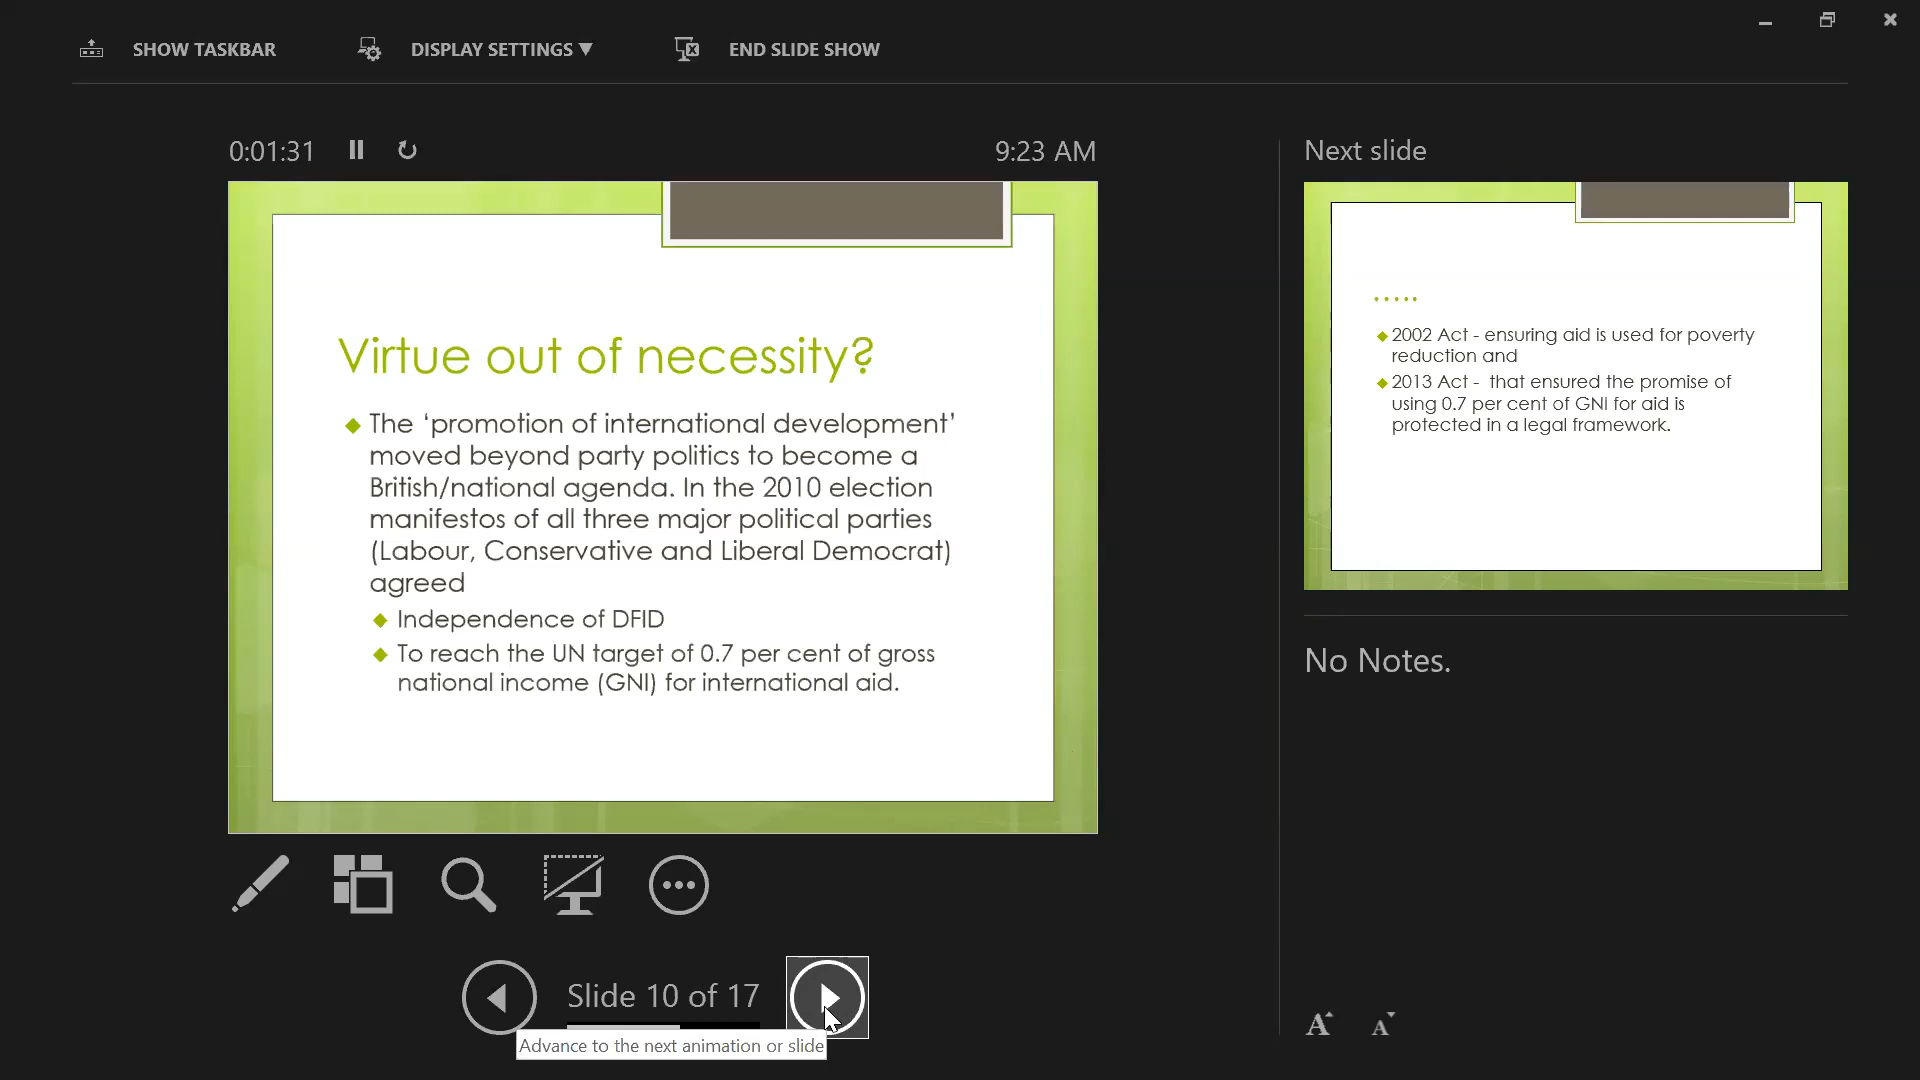 SHOW TASKBAR
DISPLAY SETTINGS ▼
END SLIDE SHOW
0:01:31
9:23 AM
Virtue out of necessity?
The ‘promotion of international development’
moved beyond party politics to become a
British/national agenda. In the 2010 election
manifestos of all three major political parties
(Labour, Conservative and Liberal Democrat)
agreed
Independence of DFID
To reach the UN target of 0.7 per cent of gross
national income (GNI) for international aid.
Slide 10 of 17
Advance to the next animation or slide
Next slide
.....
2002 Act - ensuring aid is used for poverty
reduction and
2013 Act - that ensured the promise of
using 0.7 per cent of GNI for aid is
protected in a legal framework.
No Notes.
A A